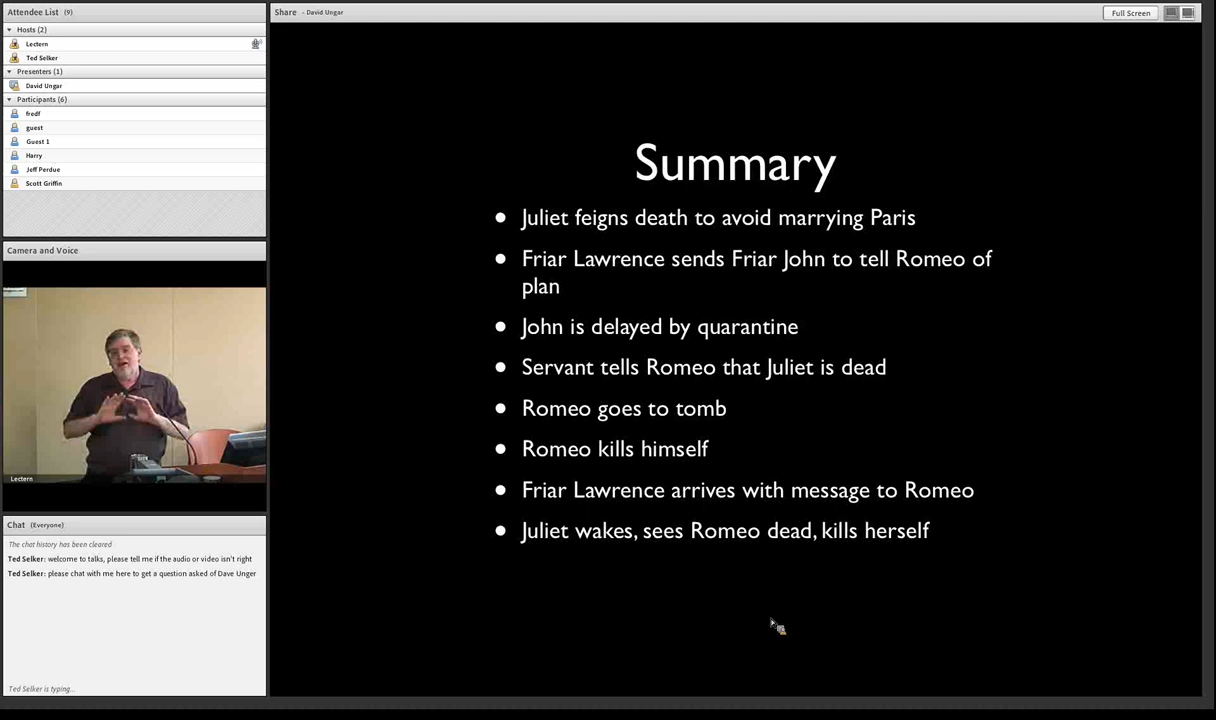 Attendee List (9)
Hosts (2)
Lectern
Ted Selker
Presenters (1)
David Ungar
Participants (6)
fredf
guest
Guest 1
Harry
Jeff Perdue
Scott Griffin
Camera and Voice
Lectern
Chat (Everyone)
The chat history has been cleared
Ted Selker: welcome to talks, please tell me if the audio or video isn't right
Ted Selker: please chat with me here to get a question asked of Dave Unger
Ted Selker is typing...
Share - David Ungar
Full Screen
Summary
• Juliet feigns death to avoid marrying Paris
• Friar Lawrence sends Friar John to tell Romeo of
plan
• John is delayed by quarantine
• Servant tells Romeo that Juliet is dead
• Romeo goes to tomb
• Romeo kills himself
• Friar Lawrence arrives with message to Romeo
• Juliet wakes, sees Romeo dead, kills herself